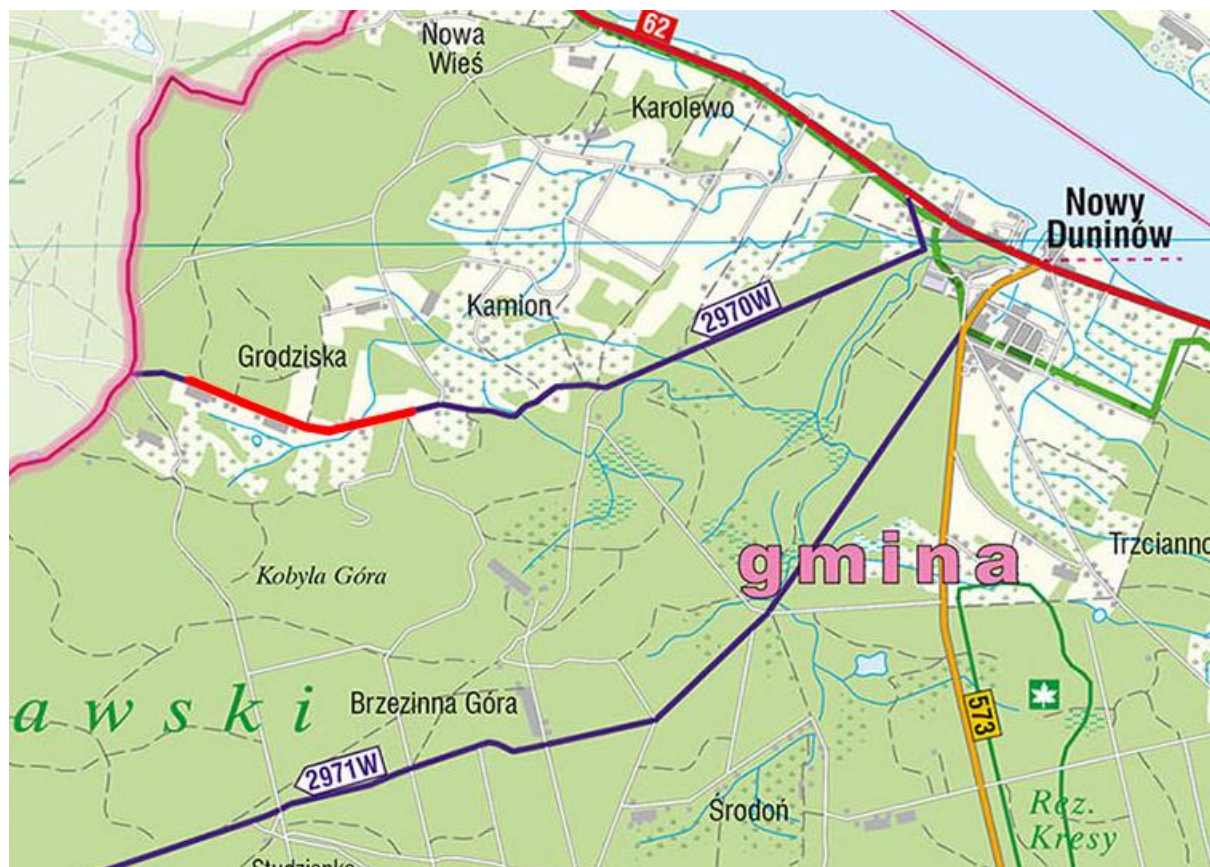 62
Nowa
Wieś
Karolewo
Nowy
Duninów
Kamion
2970W
Grodziska
gmina
Trzciann
Kobyla Góra
awski
Brzezinna Góra
573
2971W
Środoń
Rez.
Kresy